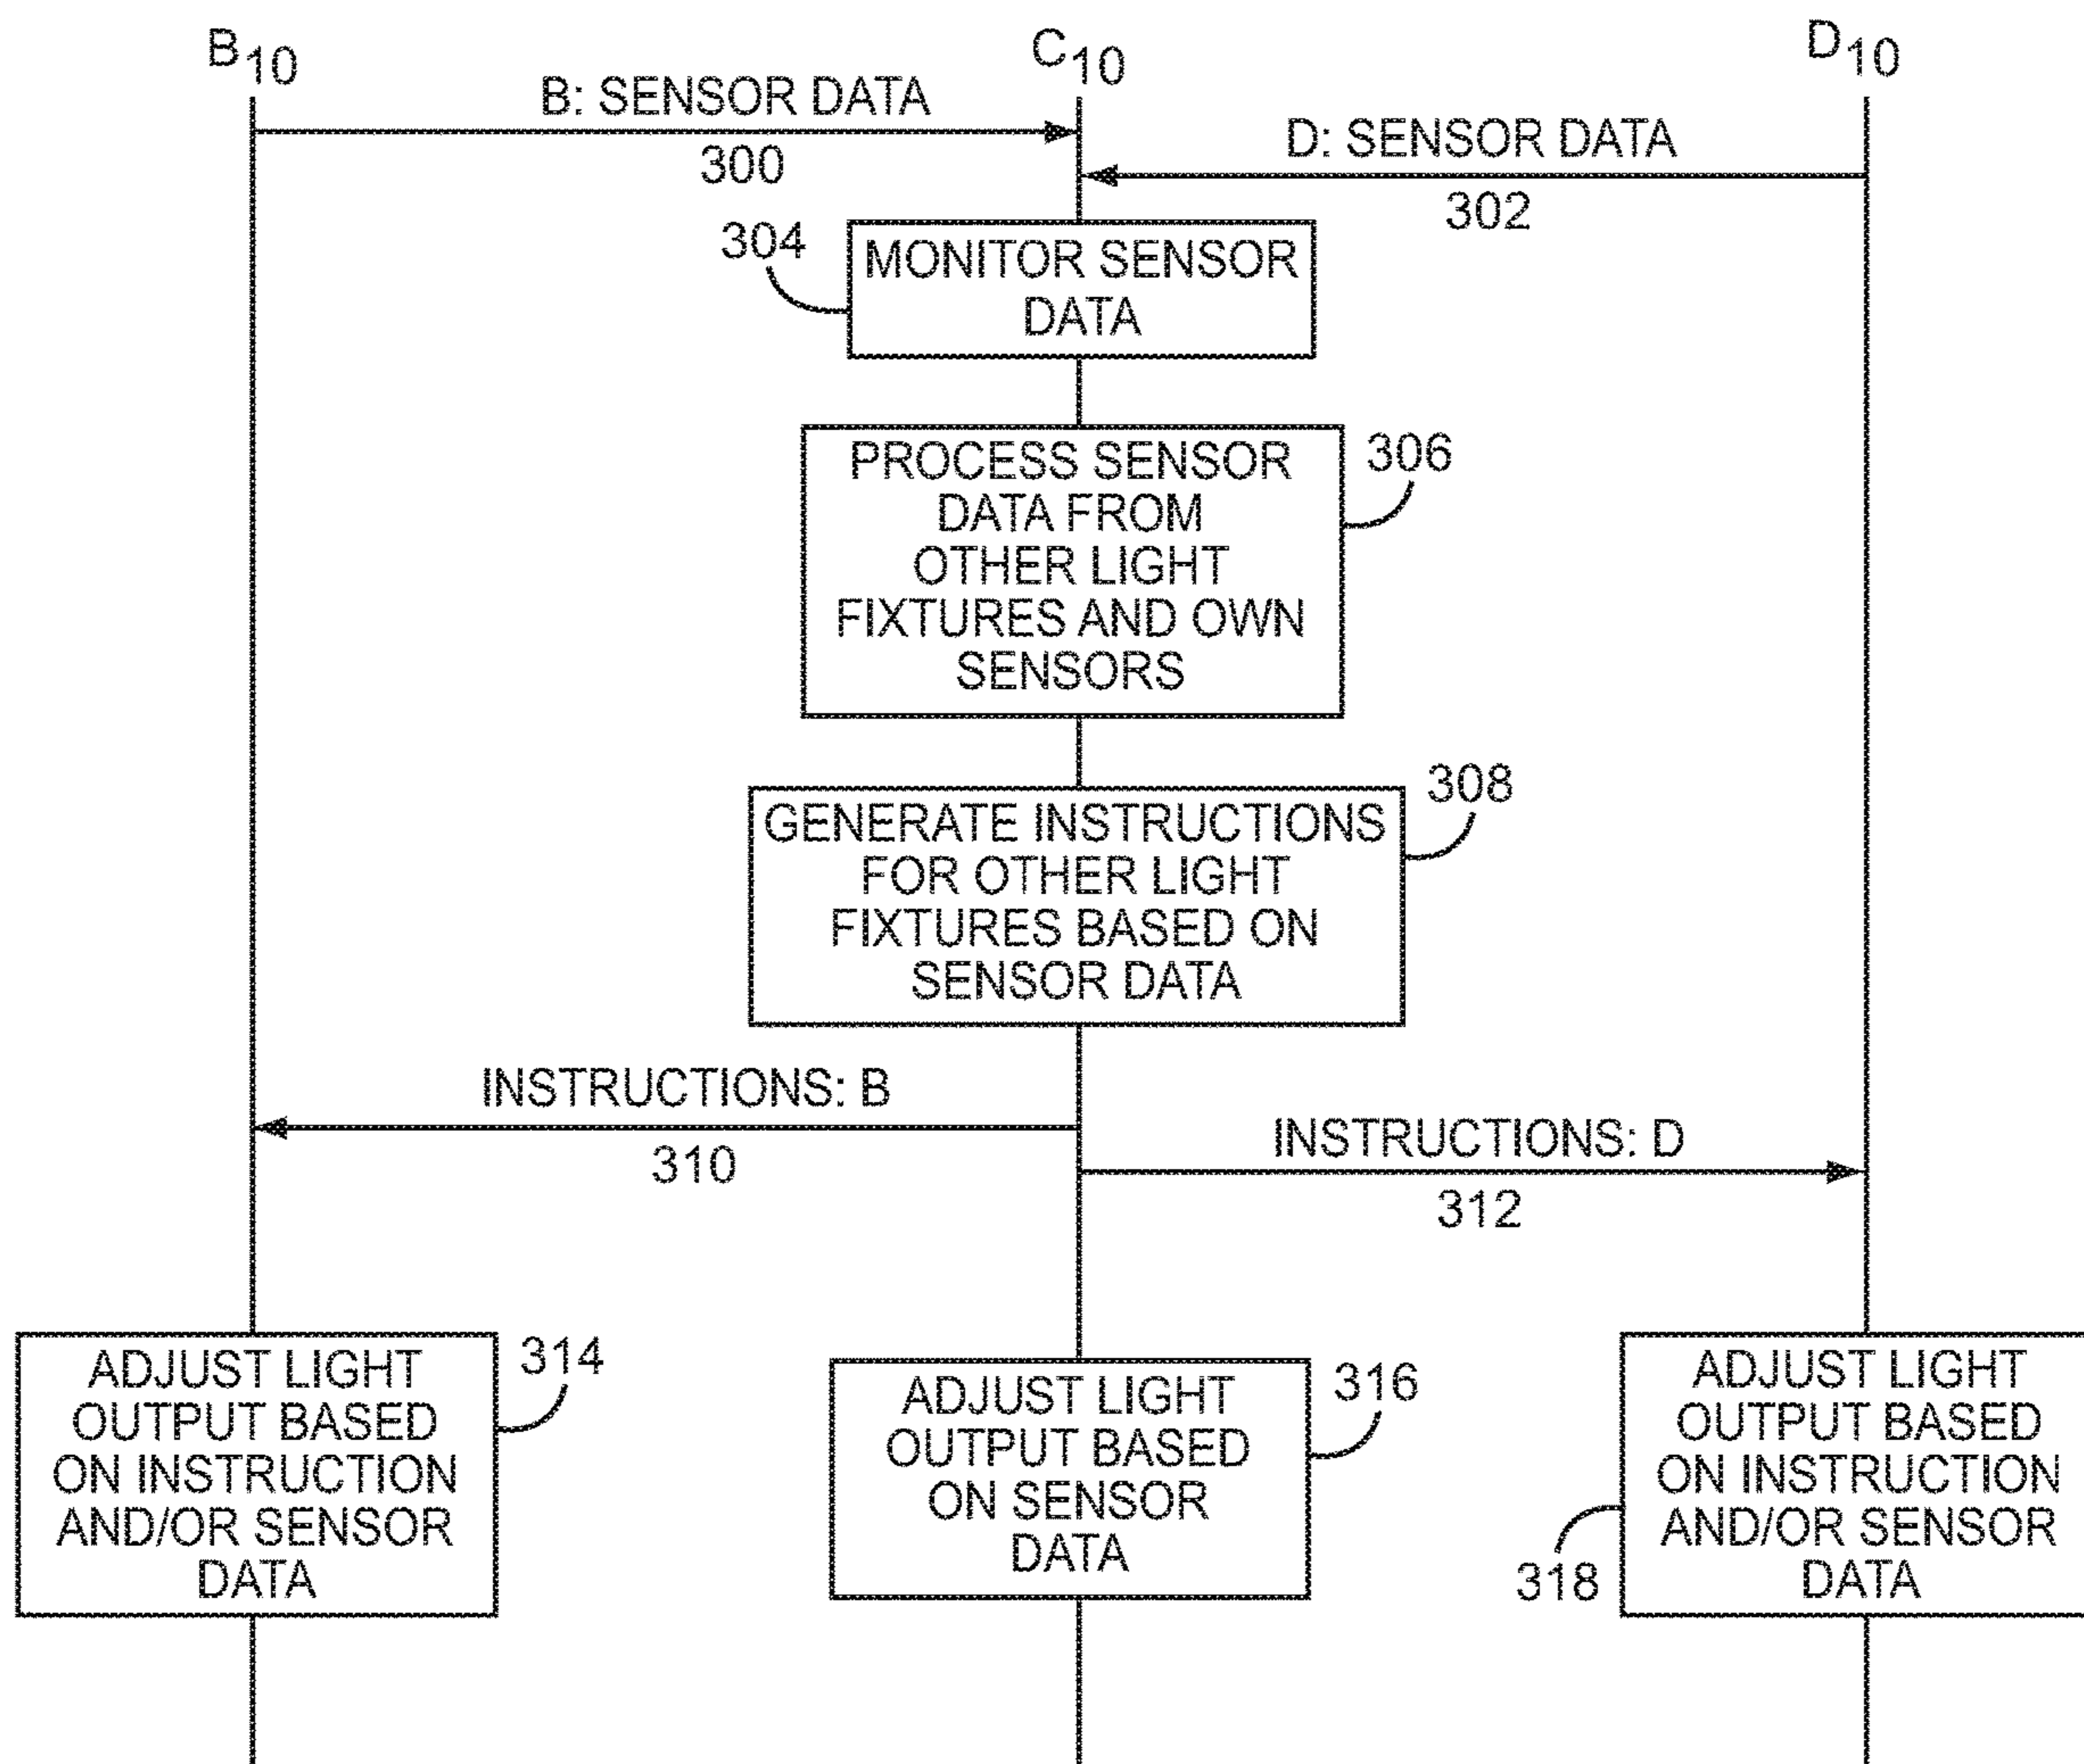 B10
C10
D10
B: SENSOR DATA
300
D: SENSOR DATA
302
304
MONITOR SENSOR
DATA
306
PROCESS SENSOR
DATA FROM
OTHER LIGHT
FIXTURES AND OWN
SENSORS
308
GENERATE INSTRUCTIONS
FOR OTHER LIGHT
FIXTURES BASED ON
SENSOR DATA
INSTRUCTIONS: B
310
INSTRUCTIONS: D
312
ADJUST LIGHT
OUTPUT BASED
ON INSTRUCTION
AND/OR SENSOR
DATA
314
ADJUST LIGHT
OUTPUT BASED
ON SENSOR
DATA
316
ADJUST LIGHT
OUTPUT BASED
ON INSTRUCTION
AND/OR SENSOR
DATA
318